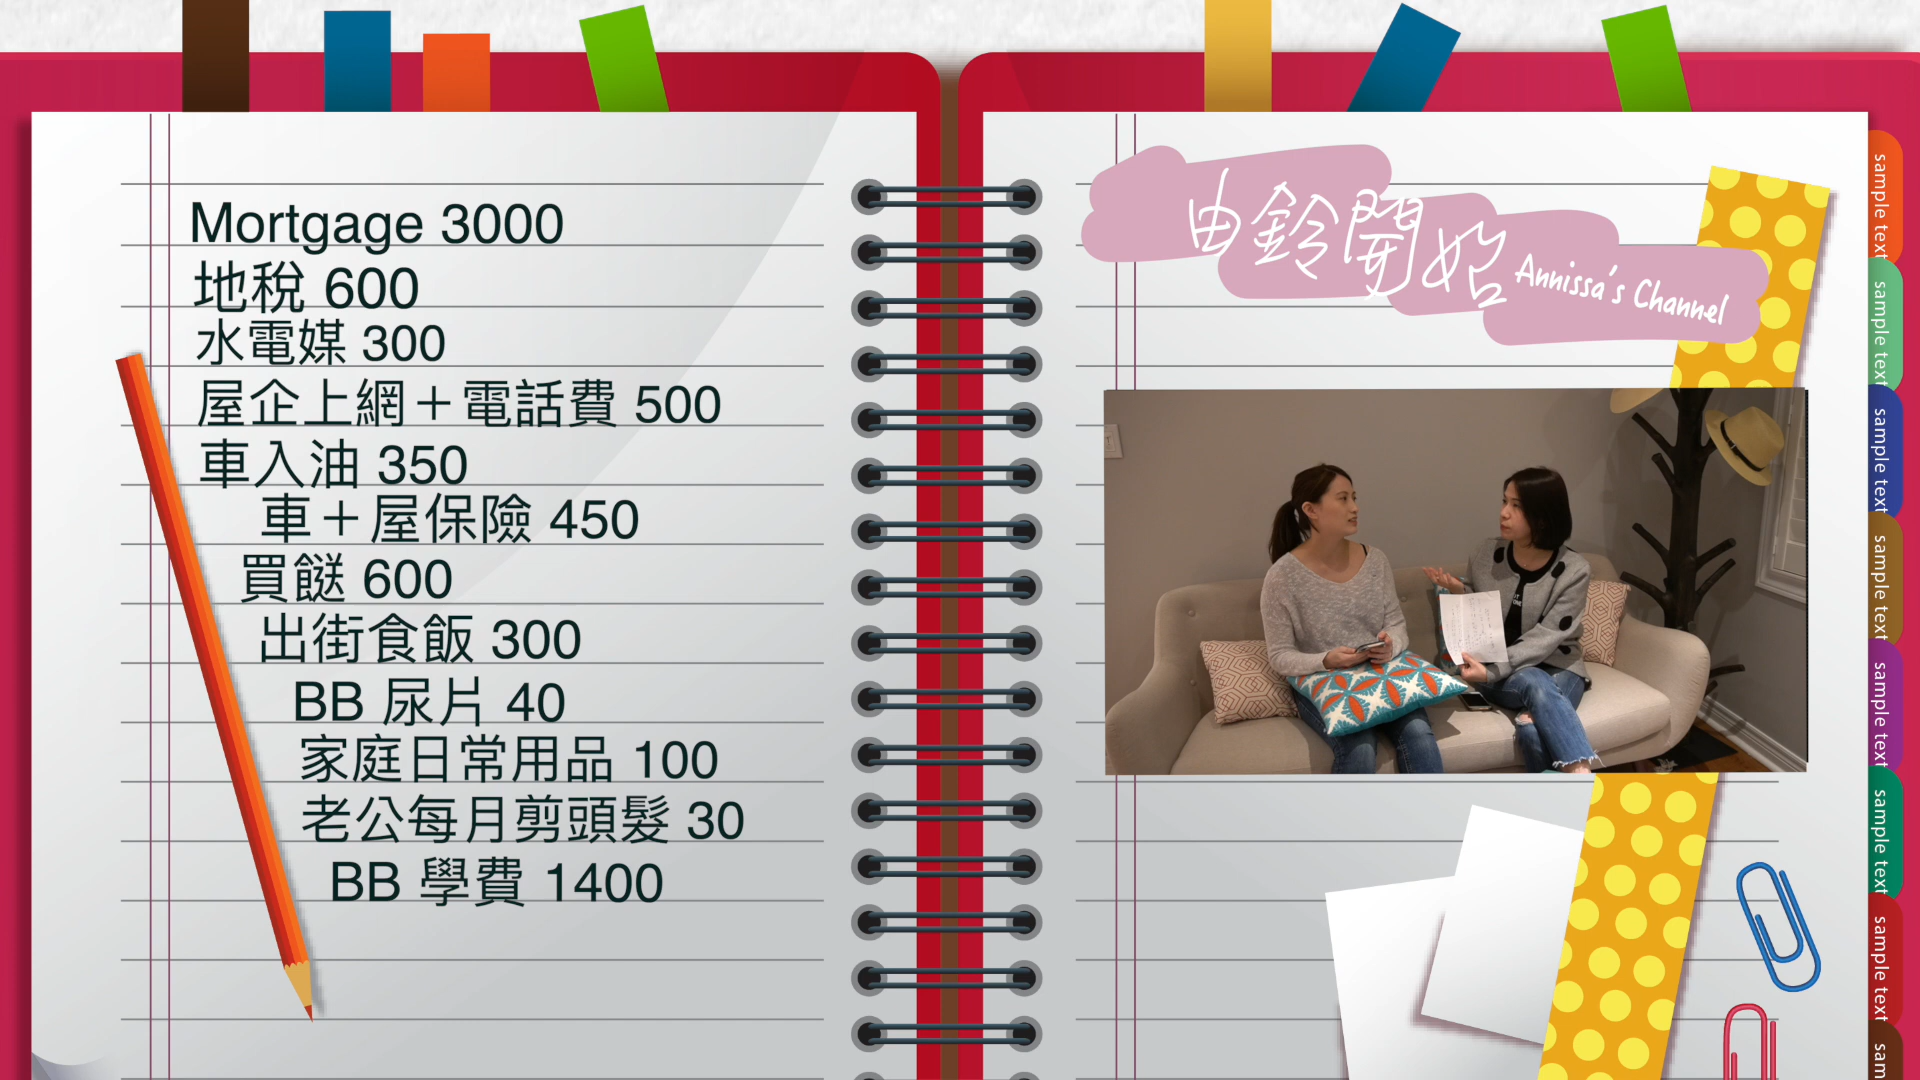 Mortgage 3000
地稅 600
水電媒 300
屋企上網＋電話費 500
車入油 350
車＋屋保險 450
買餸 600
出街食飯 300
BB 尿片 40
家庭日常用品 100
老公每月剪頭髮 30
BB 學費 1400
由鈴開始 Annissa's Channel
sample text
sample text
sample text
sample text
sample text
sample text
sample text
sam